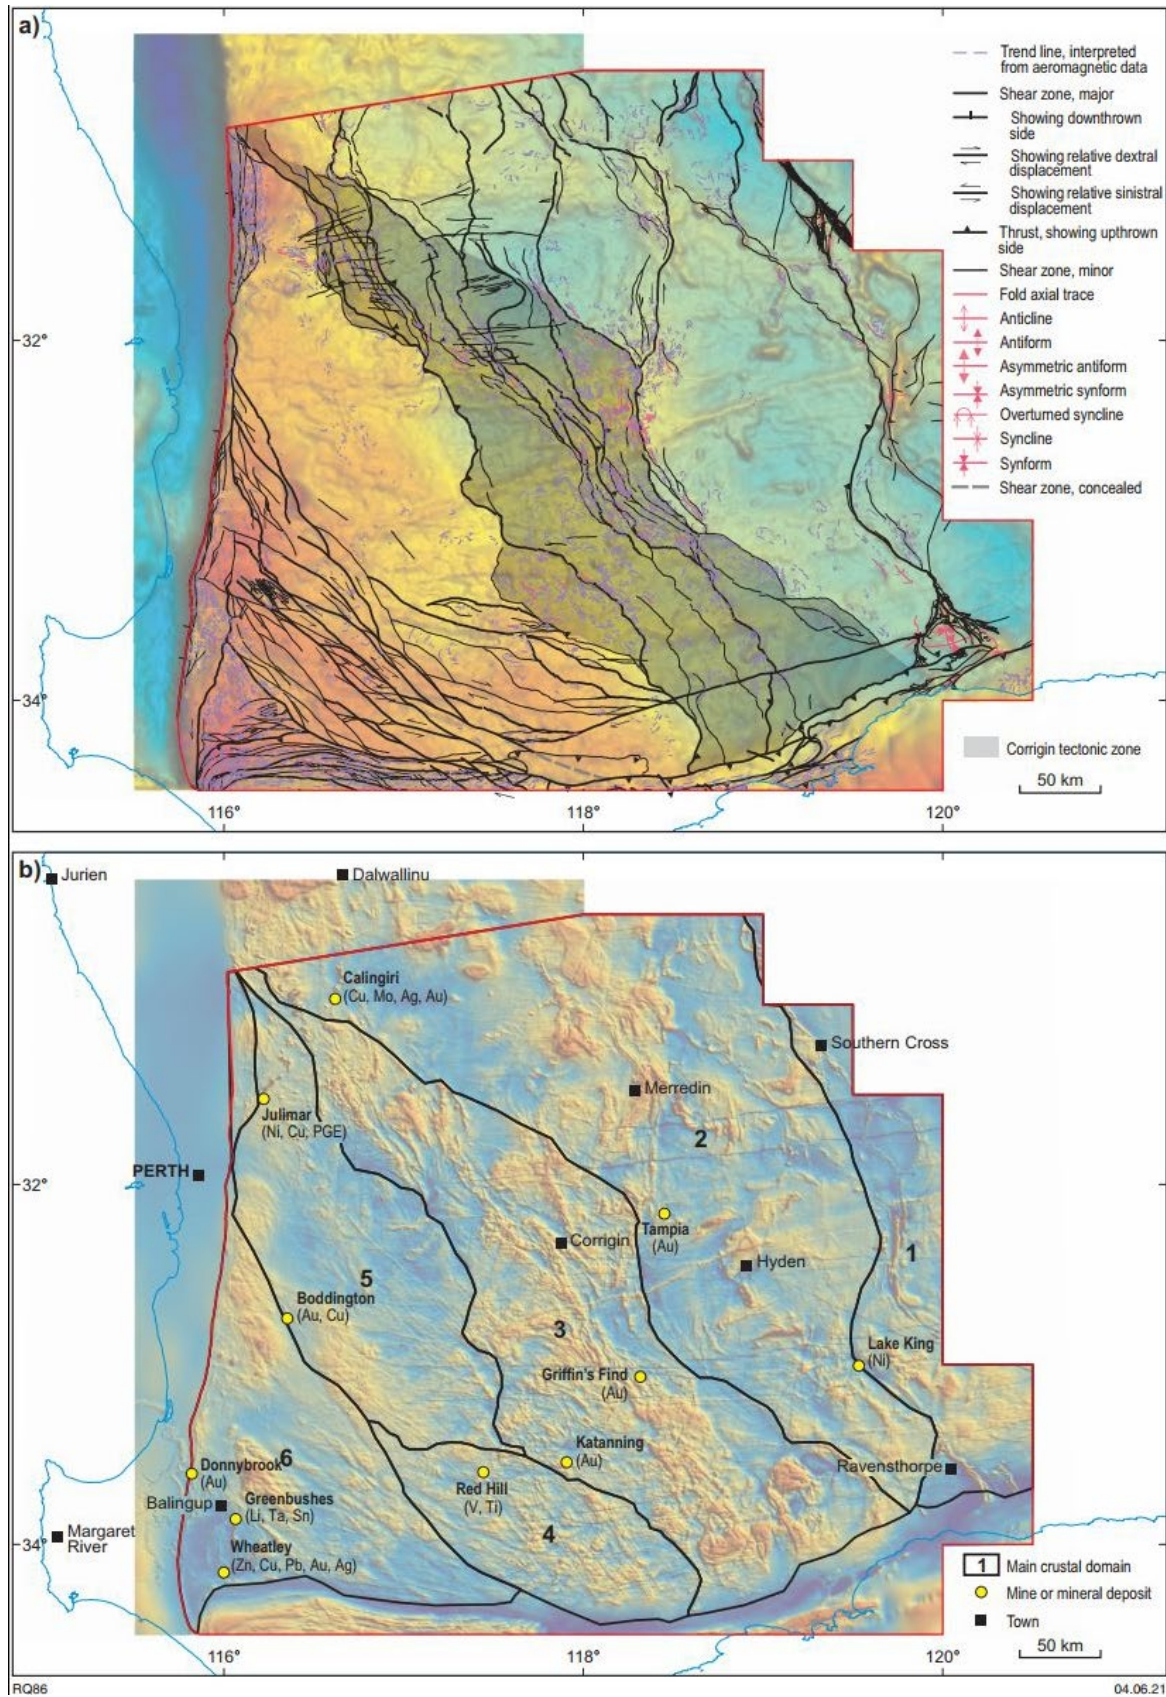 a)
Trend line, interpreted
from aeromagnetic data
Shear zone, major
Showing downthrown
side
Showing relative dextral
displacement
Showing relative sinistral
displacement
Thrust, showing upthrown
side
Shear zone, minor
Fold axial trace
Anticline
Antiform
Asymmetric antiform
Asymmetric synform
Overturned syncline
Syncline
Synform
Shear zone, concealed
32°
34°
Corrigin tectonic zone
50 km
116°
118°
120°
b)
Jurien
Dalwallinu
Calingiri
(Cu, Mo, Ag, Au)
Southern Cross
Merredin
Julimar
(Ni, Cu, PGE)
2
PERTH
32°
Tampia
(Au)
Corrigin
Hyden
1
5
Boddington
(Au, Cu)
3
Lake King
(Ni)
Griffin's Find
(Au)
Katanning
(Au)
6
Donnybrook
(Au)
Ravensthorpe
Red Hill
(V, Ti)
Balingup
Greenbushes
(Li, Ta, Sn)
Margaret
River
34°
4
Wheatley
(Zn, Cu, Pb, Au, Ag)
1 Main crustal domain
Mine or mineral deposit
Town
50 km
116°
118°
120°
RQ86
04.06.21